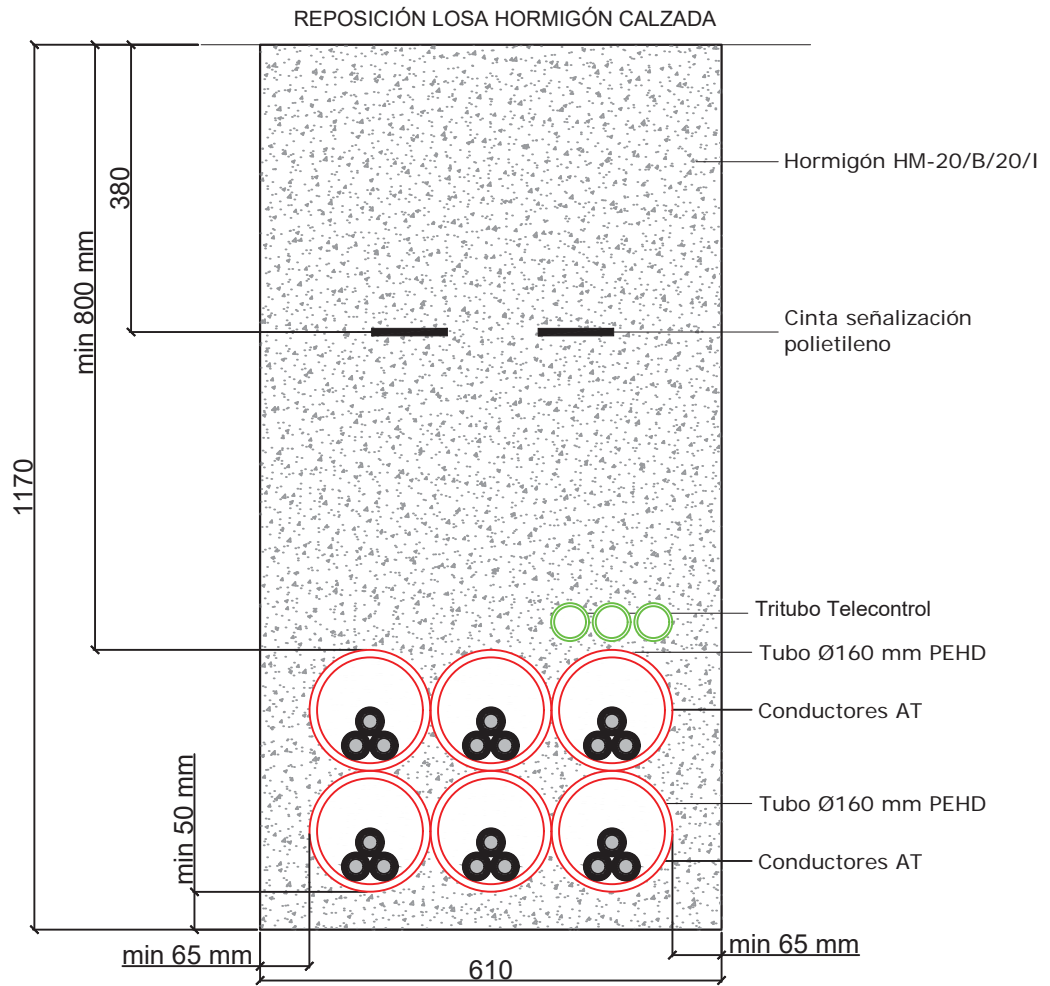 REPOSICIÓN LOSA HORMIGÓN CALZADA
Hormigón HM-20/B/20/I
380
min 800 mm
Cinta señalización
polietileno
1170
Tritubo Telecontrol
Tubo Ø160 mm PEHD
Conductores AT
min 50 mm
Tubo Ø160 mm PEHD
Conductores AT
min 65 mm
min 65 mm
610